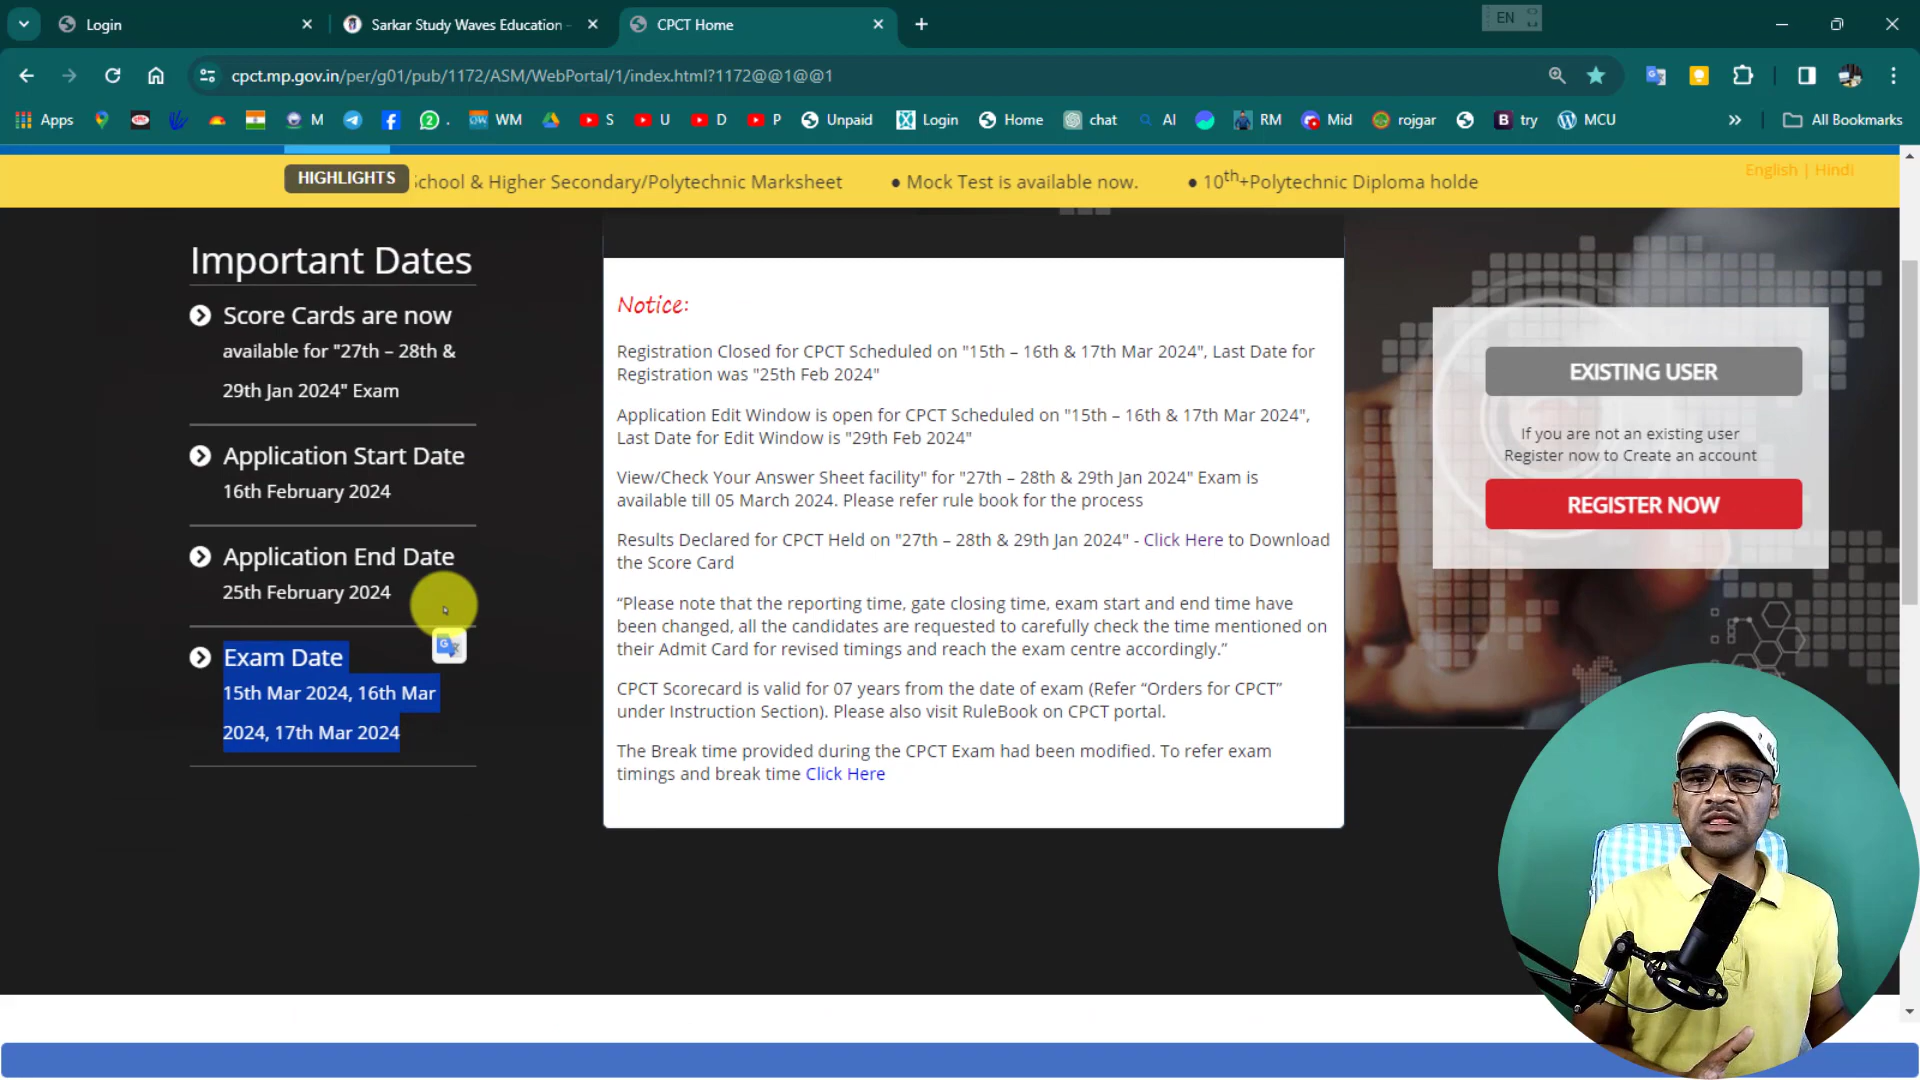 Login
Sarkar Study Waves Education -
CPCT Home
EN
cpct.mp.gov.in/per/g01/pub/1172/ASM/WebPortal/1/index.html?1172@@1@@1
Apps
M
.
WM
S
U
D
P
Unpaid
Login
Home
chat
AI
RM
Mid
rojgar
try
MCU
All Bookmarks
HIGHLIGHTS
chool & Higher Secondary/Polytechnic Marksheet
● Mock Test is available now.
● 10th+Polytechnic Diploma holde
English | Hindi
Important Dates
Score Cards are now
available for "27th – 28th &
29th Jan 2024" Exam
Application Start Date
16th February 2024
Application End Date
25th February 2024
Exam Date
15th Mar 2024, 16th Mar
2024, 17th Mar 2024
Notice:
Registration Closed for CPCT Scheduled on "15th – 16th & 17th Mar 2024", Last Date for
Registration was "25th Feb 2024"
Application Edit Window is open for CPCT Scheduled on "15th – 16th & 17th Mar 2024",
Last Date for Edit Window is "29th Feb 2024"
View/Check Your Answer Sheet facility" for "27th – 28th & 29th Jan 2024" Exam is
available till 05 March 2024. Please refer rule book for the process
Results Declared for CPCT Held on "27th – 28th & 29th Jan 2024" - Click Here to Download
the Score Card
“Please note that the reporting time, gate closing time, exam start and end time have
been changed, all the candidates are requested to carefully check the time mentioned on
their Admit Card for revised timings and reach the exam centre accordingly.”
CPCT Scorecard is valid for 07 years from the date of exam (Refer “Orders for CPCT”
under Instruction Section). Please also visit RuleBook on CPCT portal.
The Break time provided during the CPCT Exam had been modified. To refer exam
timings and break time Click Here
EXISTING USER
If you are not an existing user
Register now to Create an account
REGISTER NOW